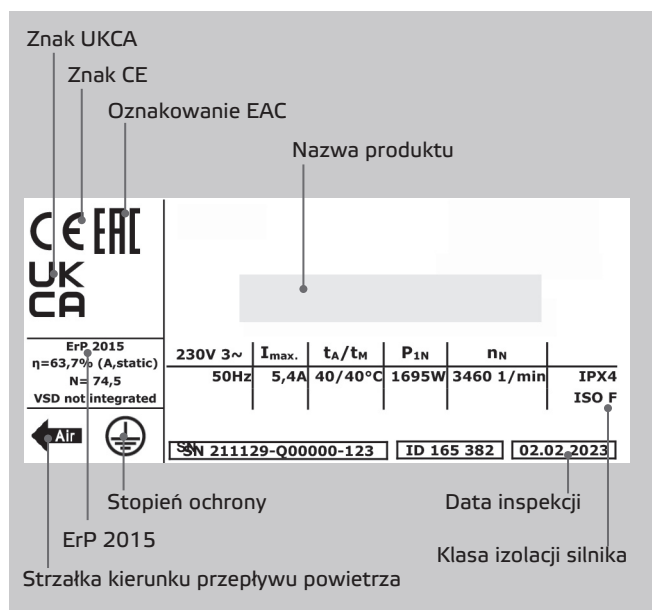 Znak UKCA
Znak CE
Oznakowanie EAC
Nazwa produktu
CE EAC
UK
CA
ErP 2015
η=63,7% (A,static)
N= 74,5
VSD not integrated
230V 3~ Imax. tA/tM P1N nN
50Hz 5,4A 40/40°C 1695W 3460 1/min IPX4
ISO F
Air
SN 211129-Q00000-123 ID 165 382 02.02.2023
Stopień ochrony Data inspekcji
ErP 2015
Klasa izolacji silnika
Strzałka kierunku przepływu powietrza